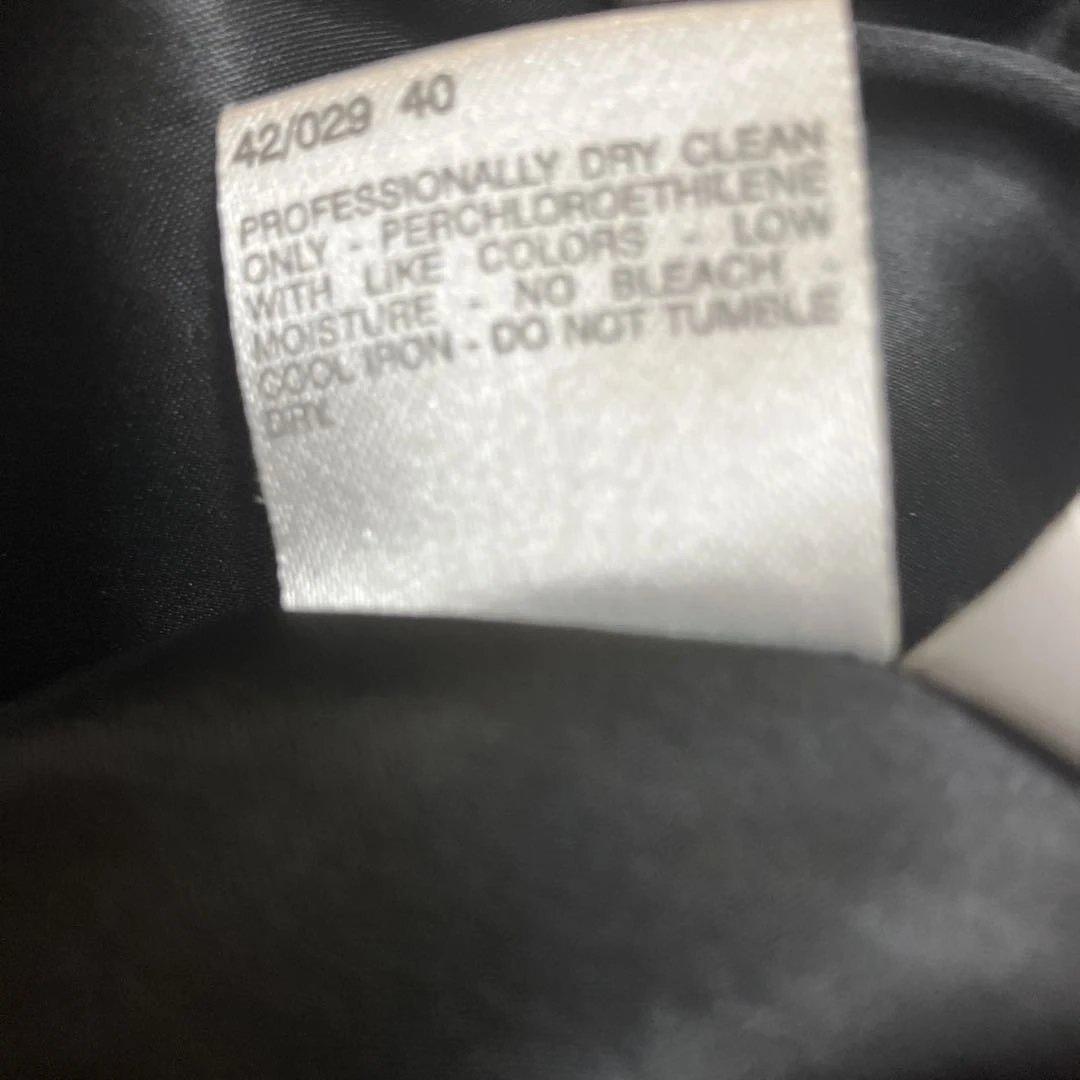 42/029 40
PROFESSIONALLY DRY CLEAN
ONLY - PERCHLOROETHILENE
WITH LIKE COLORS - LOW
MOISTURE - NO BLEACH -
COOL IRON - DO NOT TUMBLE
DRY.